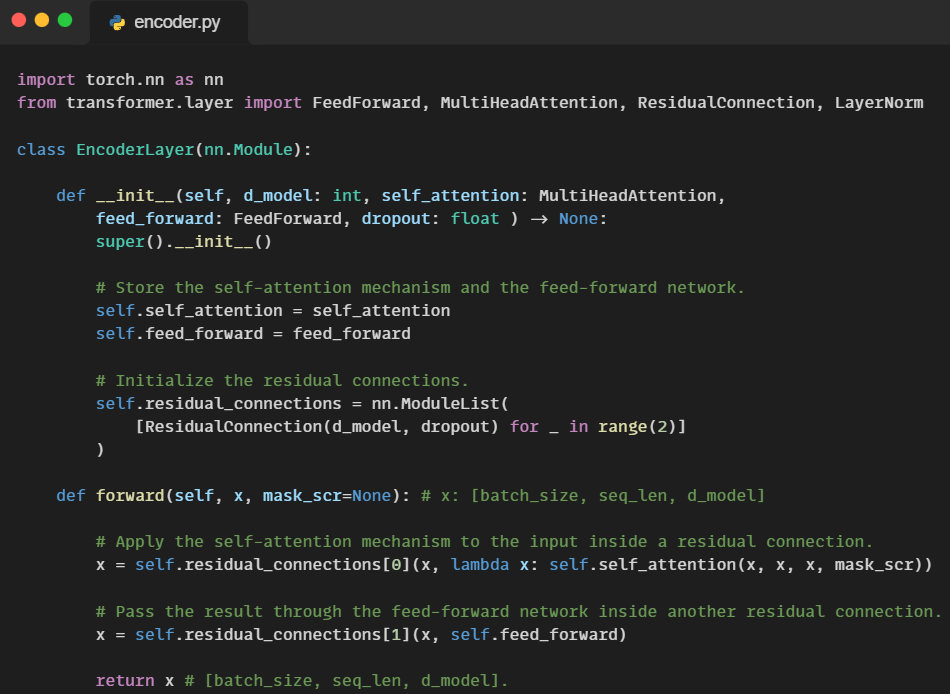 encoder.py
import torch.nn as nn
from transformer.layer import FeedForward, MultiHeadAttention, ResidualConnection, LayerNorm
class EncoderLayer(nn.Module):
def __init__(self, d_model: int, self_attention: MultiHeadAttention,
feed_forward: FeedForward, dropout: float ) -> None:
super().__init__()
# Store the self-attention mechanism and the feed-forward network.
self.self_attention = self_attention
self.feed_forward = feed_forward
# Initialize the residual connections.
self.residual_connections = nn.ModuleList(
[ResidualConnection(d_model, dropout) for _ in range(2)]
)
def forward(self, x, mask_scr=None): # x: [batch_size, seq_len, d_model]
# Apply the self-attention mechanism to the input inside a residual connection.
x = self.residual_connections[0](x, lambda x: self.self_attention(x, x, x, mask_scr))
# Pass the result through the feed-forward network inside another residual connection.
x = self.residual_connections[1](x, self.feed_forward)
return x # [batch_size, seq_len, d_model].